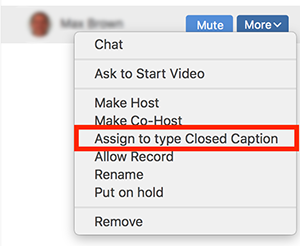 Max Brown
Mute
More
Chat
Ask to Start Video
Make Host
Make Co-Host
Assign to type Closed Caption
Allow Record
Rename
Put on hold
Remove